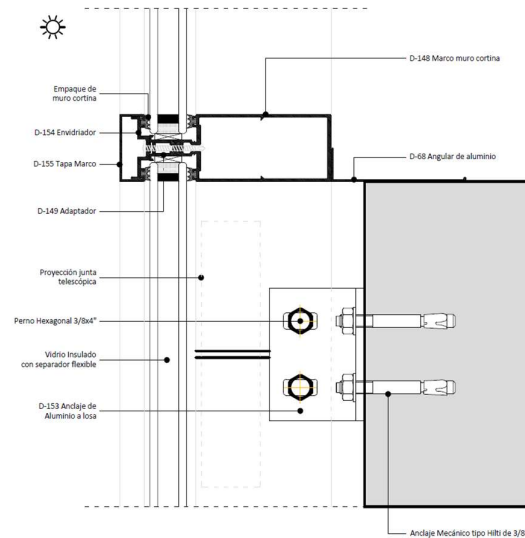 D-148 Marco muro cortina
Empaque de
muro cortina
D-154 Envidriador
D-155 Tapa Marco
D-68 Angular de aluminio
D-149 Adaptador
Proyección junta
telescópica
Perno Hexagonal 3/8x4"
Vidrio Insulado
con separador flexible
D-153 Anclaje de
Aluminio a losa
Anclaje Mecánico tipo Hilti de 3/8